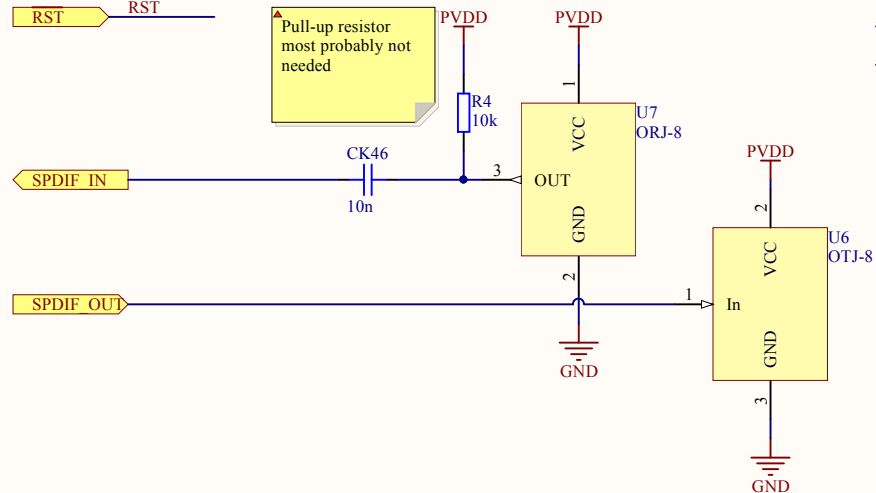 RST
RST
Pull-up resistor
most probably not
needed
PVDD
PVDD
1
R4
10k
U7
ORJ-8
VCC
CK46
PVDD
SPDIF_IN
3
OUT
10n
2
GND
U6
OTJ-8
VCC
2
SPDIF_OUT
1
In
GND
GND
3
GND